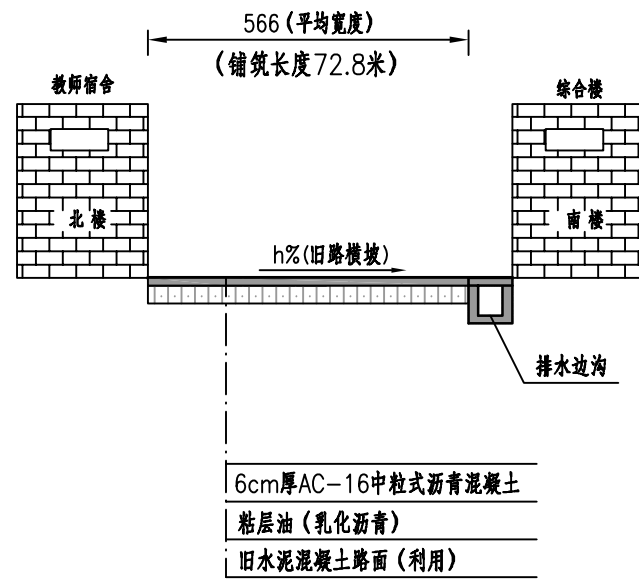 566(平均宽度)
(铺筑长度72.8米)
教师宿舍
综合楼
北楼
南楼
h%(旧路横坡)
排水边沟
6cm厚AC-16中粒式沥青混凝土
粘层油(乳化沥青)
旧水泥混凝土路面(利用)